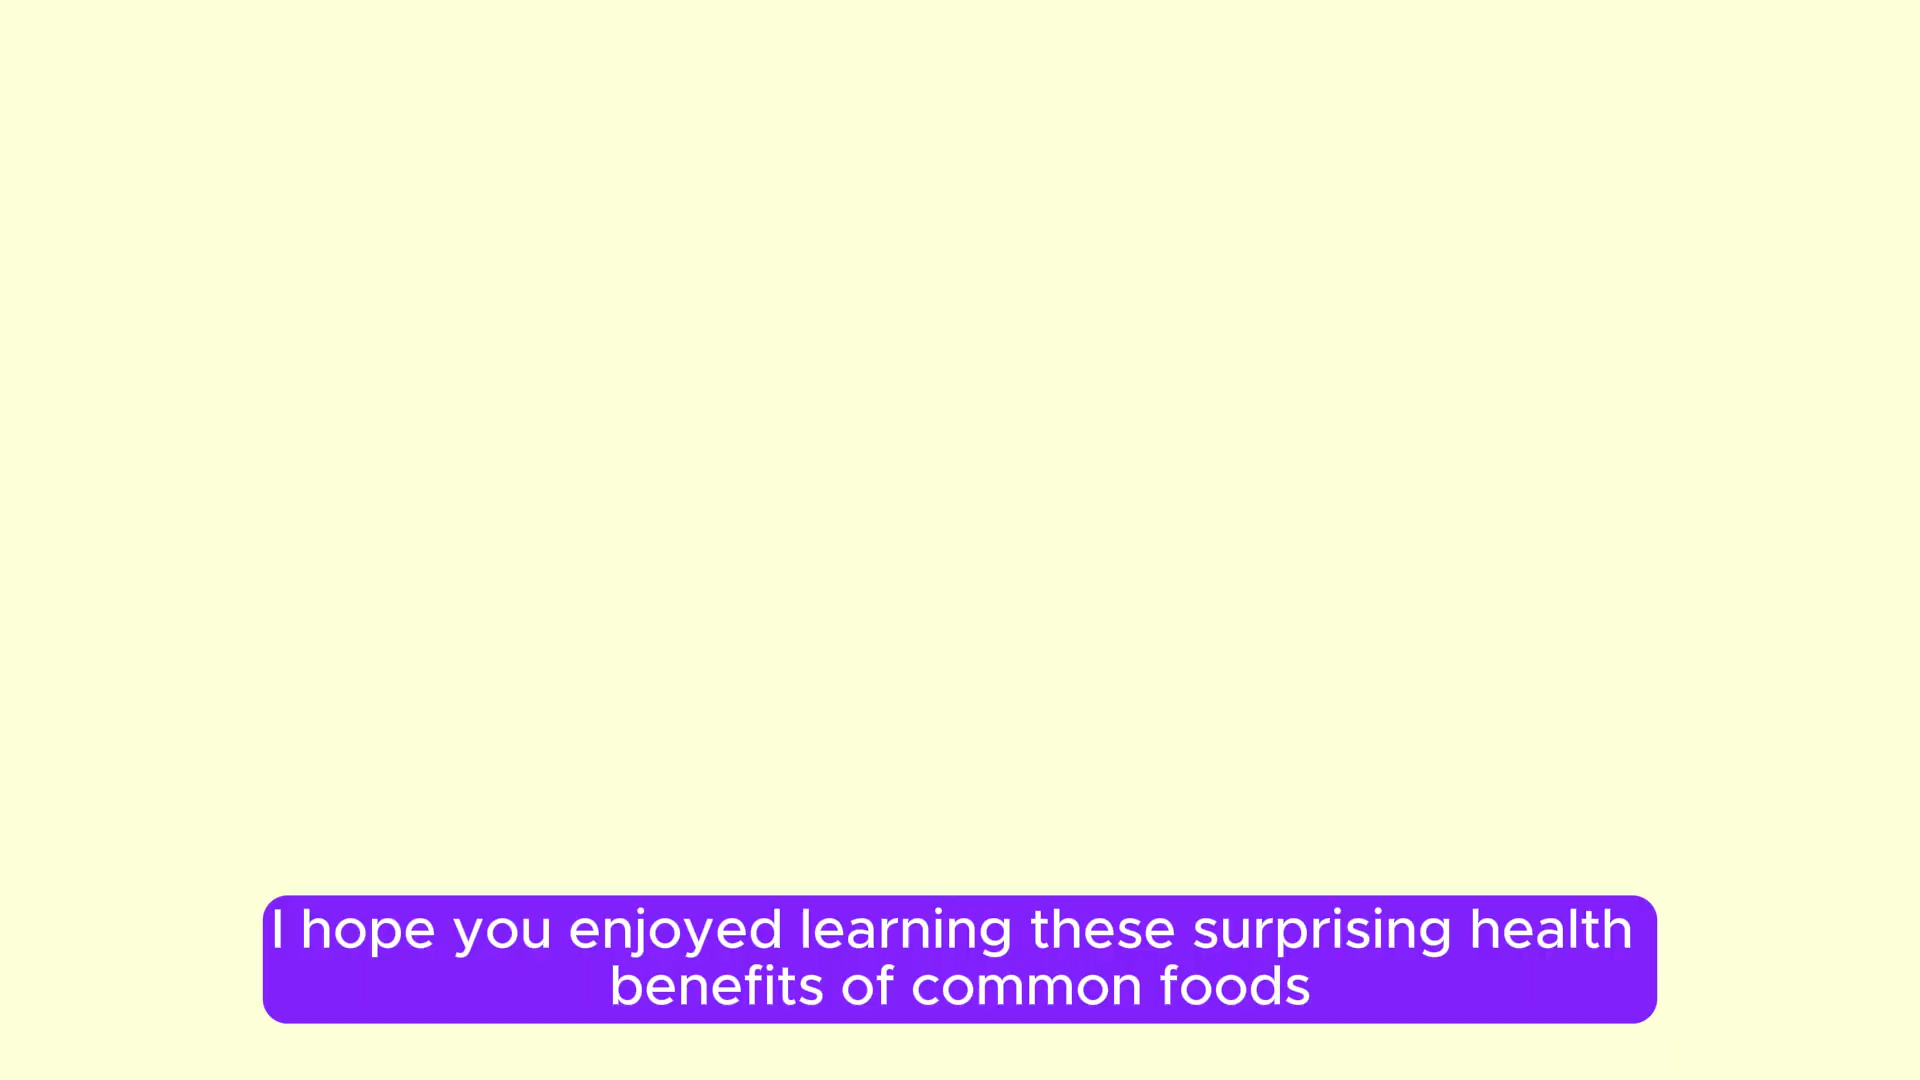 I hope you enjoyed learning these surprising health
benefits of common foods